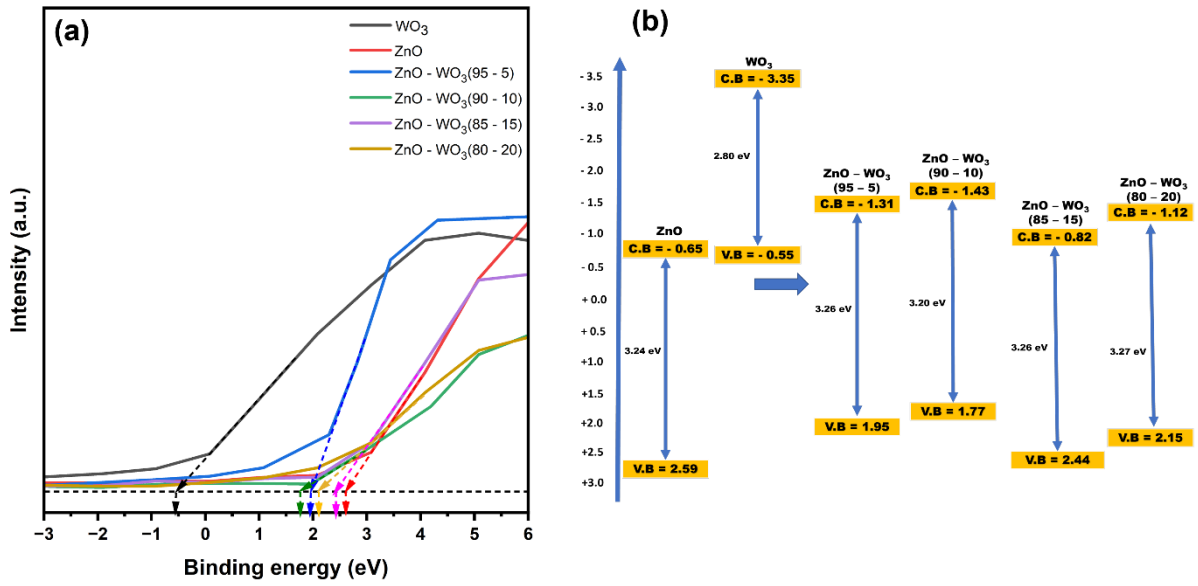 (a)
WO3
ZnO
ZnO - WO3(95 - 5)
ZnO - WO3(90 - 10)
ZnO - WO3(85 - 15)
ZnO - WO3(80 - 20)
Intensity (a.u.)
−3 −2 −1 0 1 2 3 4 5 6
Binding energy (eV)
(b)
- 3.5
- 3.0
- 2.5
- 2.0
- 1.5
- 1.0
- 0.5
+ 0.0
+ 0.5
+1.0
+1.5
+2.0
+2.5
+3.0
ZnO
C.B = - 0.65
3.24 eV
V.B = 2.59
WO3
C.B = - 3.35
2.80 eV
V.B = - 0.55
ZnO – WO3
(95 – 5)
C.B = - 1.31
3.26 eV
V.B = 1.95
ZnO – WO3
(90 – 10)
C.B = - 1.43
3.20 eV
V.B = 1.77
ZnO – WO3
(85 – 15)
C.B = - 0.82
3.26 eV
V.B = 2.44
ZnO – WO3
(80 – 20)
C.B = - 1.12
3.27 eV
V.B = 2.15